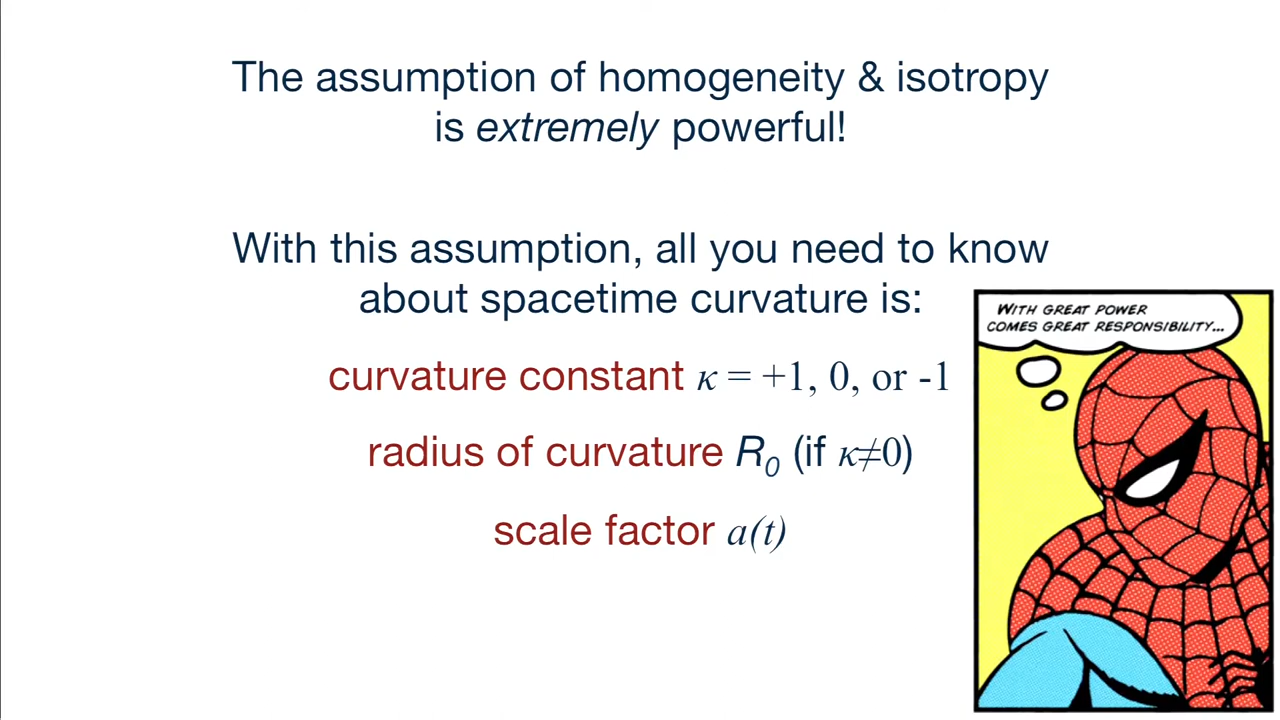 The assumption of homogeneity & isotropy
is extremely powerful!
With this assumption, all you need to know
about spacetime curvature is:
curvature constant κ = +1, 0, or -1
radius of curvature R₀ (if κ≠0)
scale factor a(t)
WITH GREAT POWER
COMES GREAT RESPONSIBILITY...